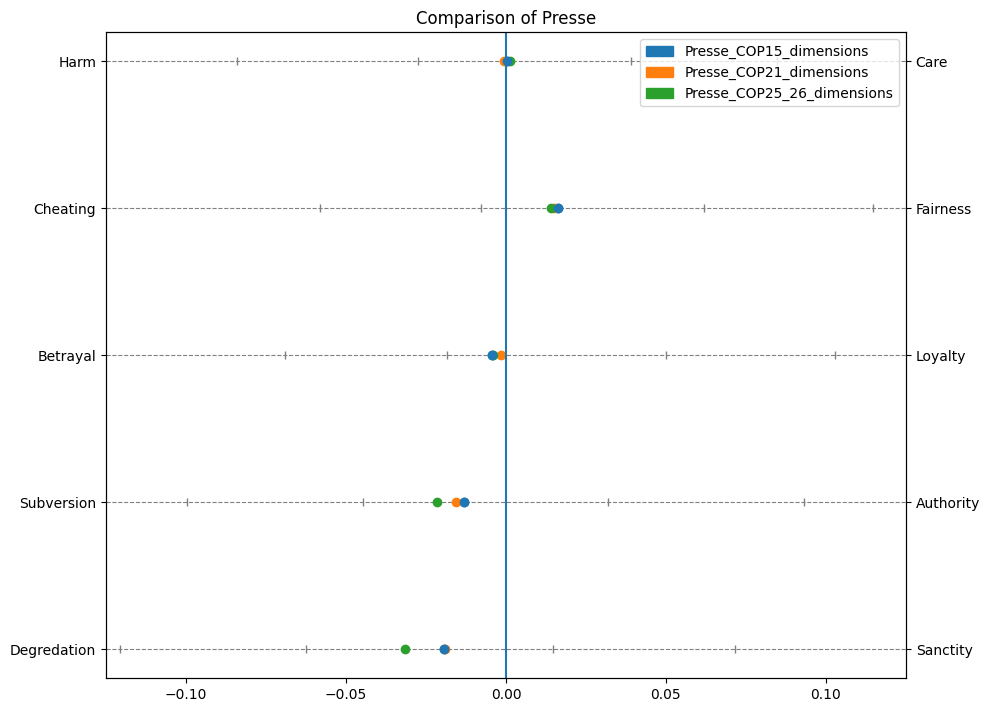 Comparison of Presse
Harm
Care
Presse_COP15_dimensions
Presse_COP21_dimensions
Presse_COP25_26_dimensions
Cheating
Fairness
Betrayal
Loyalty
Subversion
Authority
Degredation
Sanctity
−0.10
−0.05
0.00
0.05
0.10